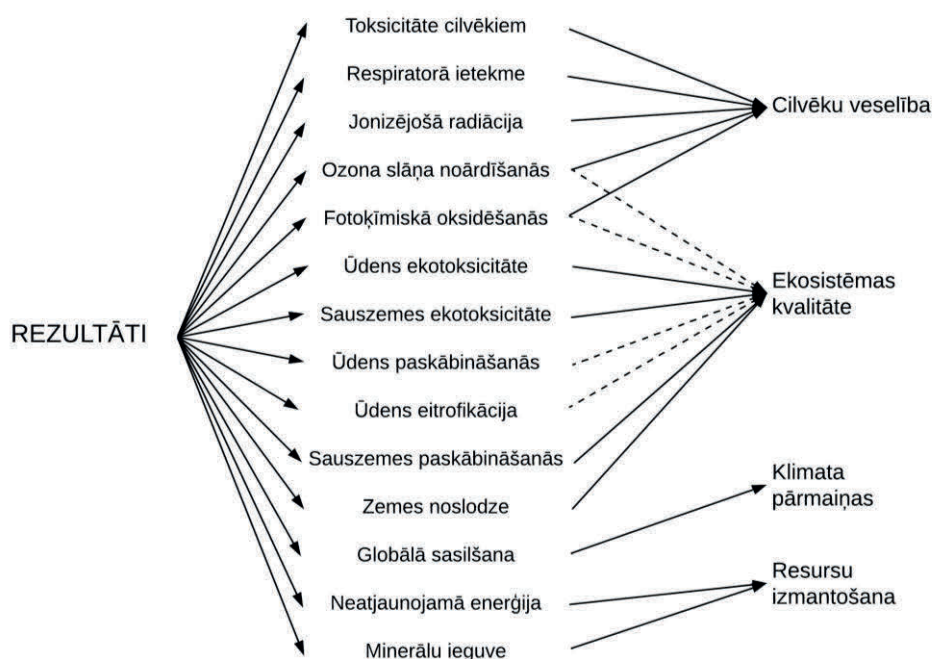 Toksicitāte cilvēkiem
Respiratorā ietekme
Jonizējošā radiācija
Ozona slāņa noārdīšanās
Fotoķīmiskā oksidēšanās
Ūdens ekotoksicitāte
Sauszemes ekotoksicitāte
Ūdens paskābināšanās
Ūdens eitrofikācija
Sauszemes paskābināšanās
Zemes noslodze
Globālā sasilšana
Neatjaunojamā enerģija
Minerālu ieguve
REZULTĀTI
Cilvēku veselība
Ekosistēmas
kvalitāte
Klimata
pārmaiņas
Resursu
izmantošana